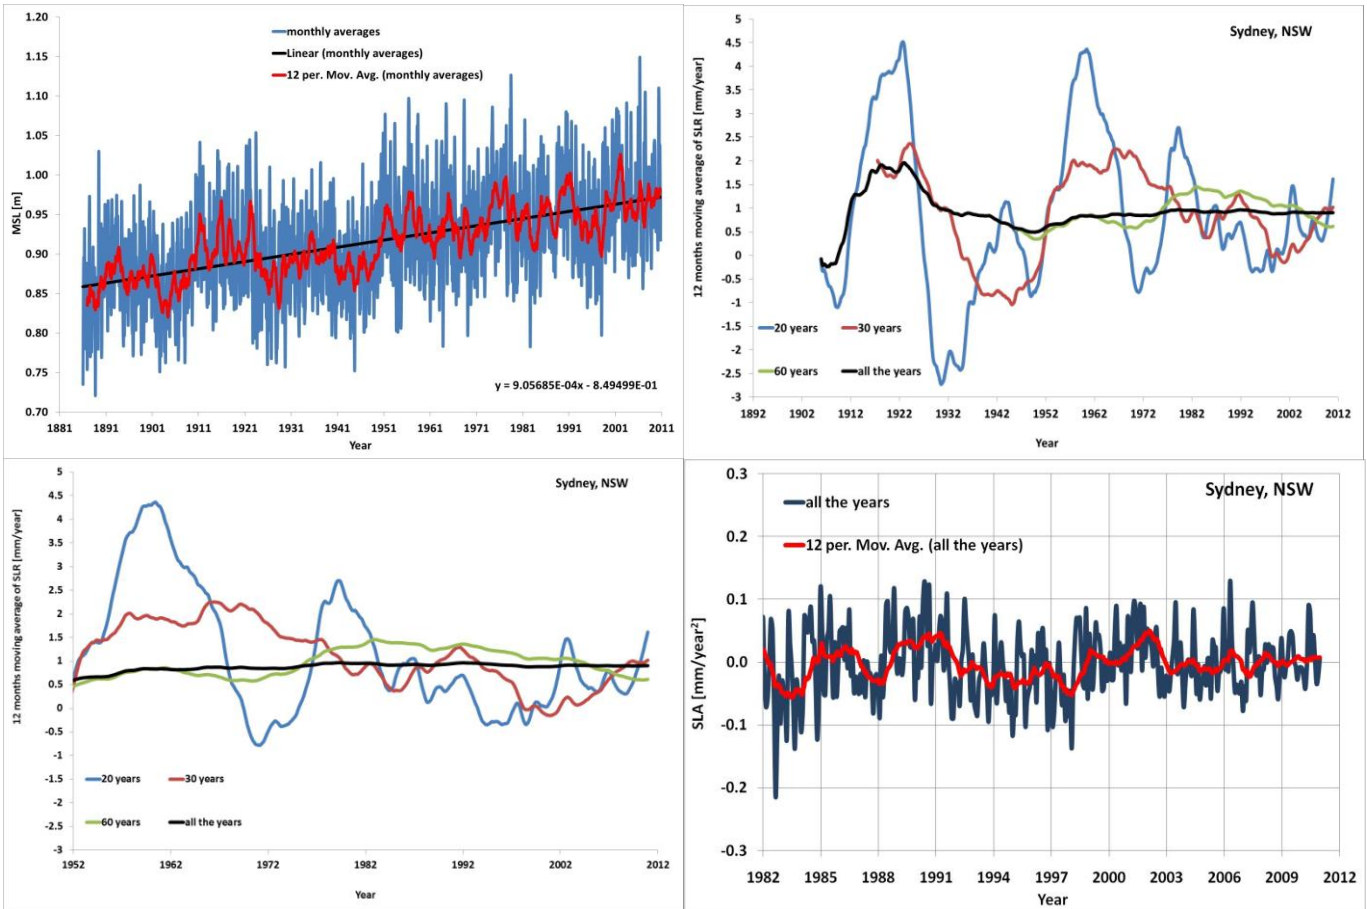 1.20
1.15
1.10
1.05
1.00
0.95
0.90
0.85
0.80
0.75
0.70
MSL [m]
monthly averages
Linear (monthly averages)
12 per. Mov. Avg. (monthly averages)
y = 9.05685E-04x - 8.49499E-01
1881 1891 1901 1911 1921 1931 1941 1951 1961 1971 1981 1991 2001 2011
Year
5
4.5
4
3.5
3
2.5
2
1.5
1
0.5
0
-0.5
-1
-1.5
-2
-2.5
-3
12 months moving average of SLR [mm/year]
Sydney, NSW
20 years 30 years
60 years all the years
1892 1902 1912 1922 1932 1942 1952 1962 1972 1982 1992 2002 2012
Year
5
4.5
4
3.5
3
2.5
2
1.5
1
0.5
0
-0.5
-1
-1.5
-2
-2.5
-3
12 months moving average of SLR [mm/year]
Sydney, NSW
20 years 30 years
60 years all the years
1952 1962 1972 1982 1992 2002 2012
Year
0.3
0.2
0.1
0.0
-0.1
-0.2
-0.3
SLA [mm/year²]
Sydney, NSW
all the years
12 per. Mov. Avg. (all the years)
1982 1985 1988 1991 1994 1997 2000 2003 2006 2009 2012
Year